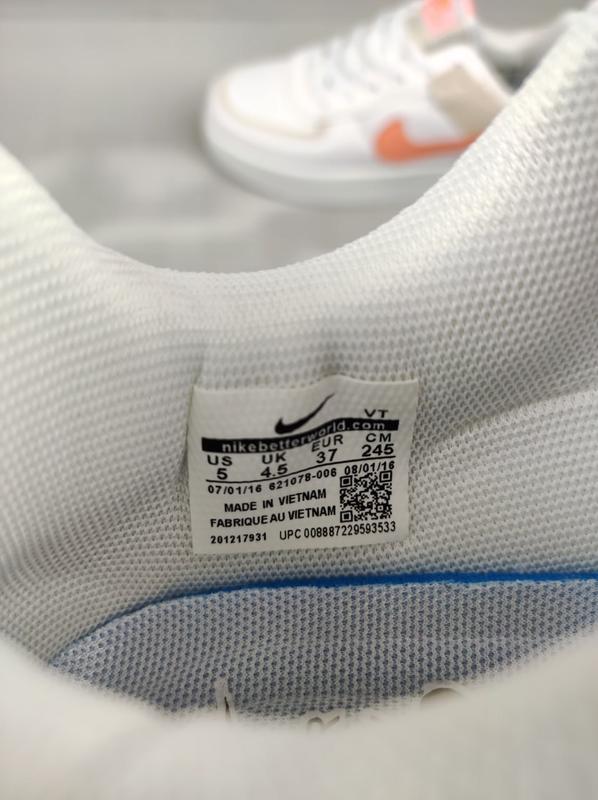 VT
nikebetterworld.com
US UK EUR CM
5 4.5 37 245
07/01/16 621078-006 08/01/16
MADE IN VIETNAM
FABRIQUE AU VIETNAM
201217931 UPC 008887229593533